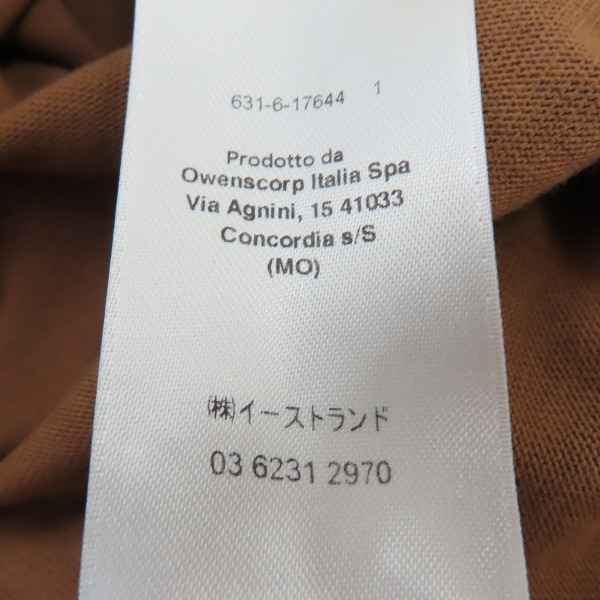 631-6-17644 1
Prodotto da
Owenscorp Italia Spa
Via Agnini, 15 41033
Concordia s/S
(MO)
(株)イーストランド
03 6231 2970